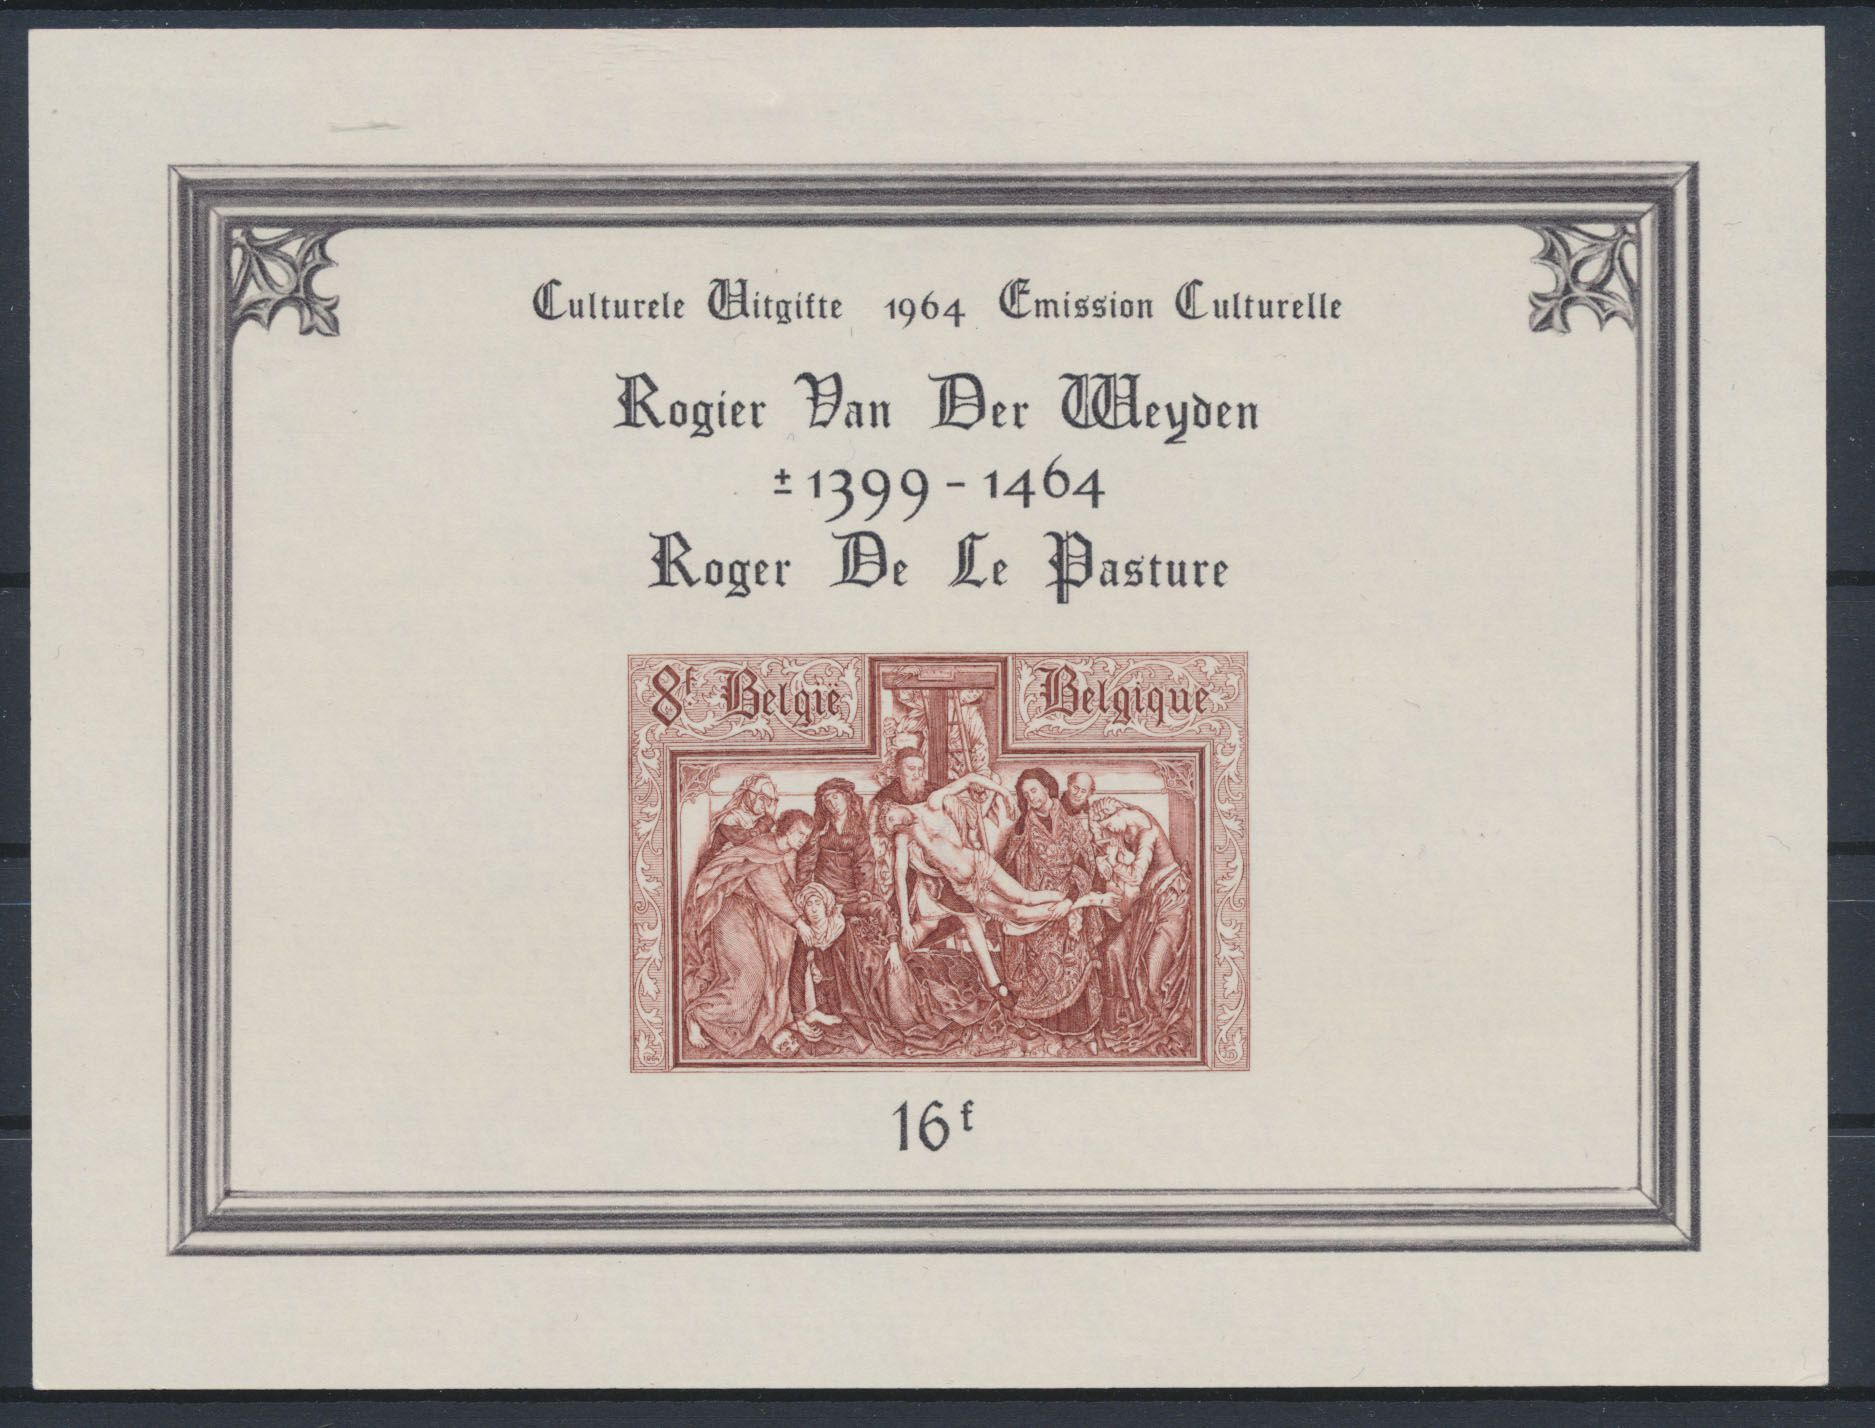 Culturele Uitgifte 1964 Emission Culturelle
Rogier Van Der Weyden
± 1399 - 1464
Roger De Le Pasture
8f. België Belgique
1964
16f